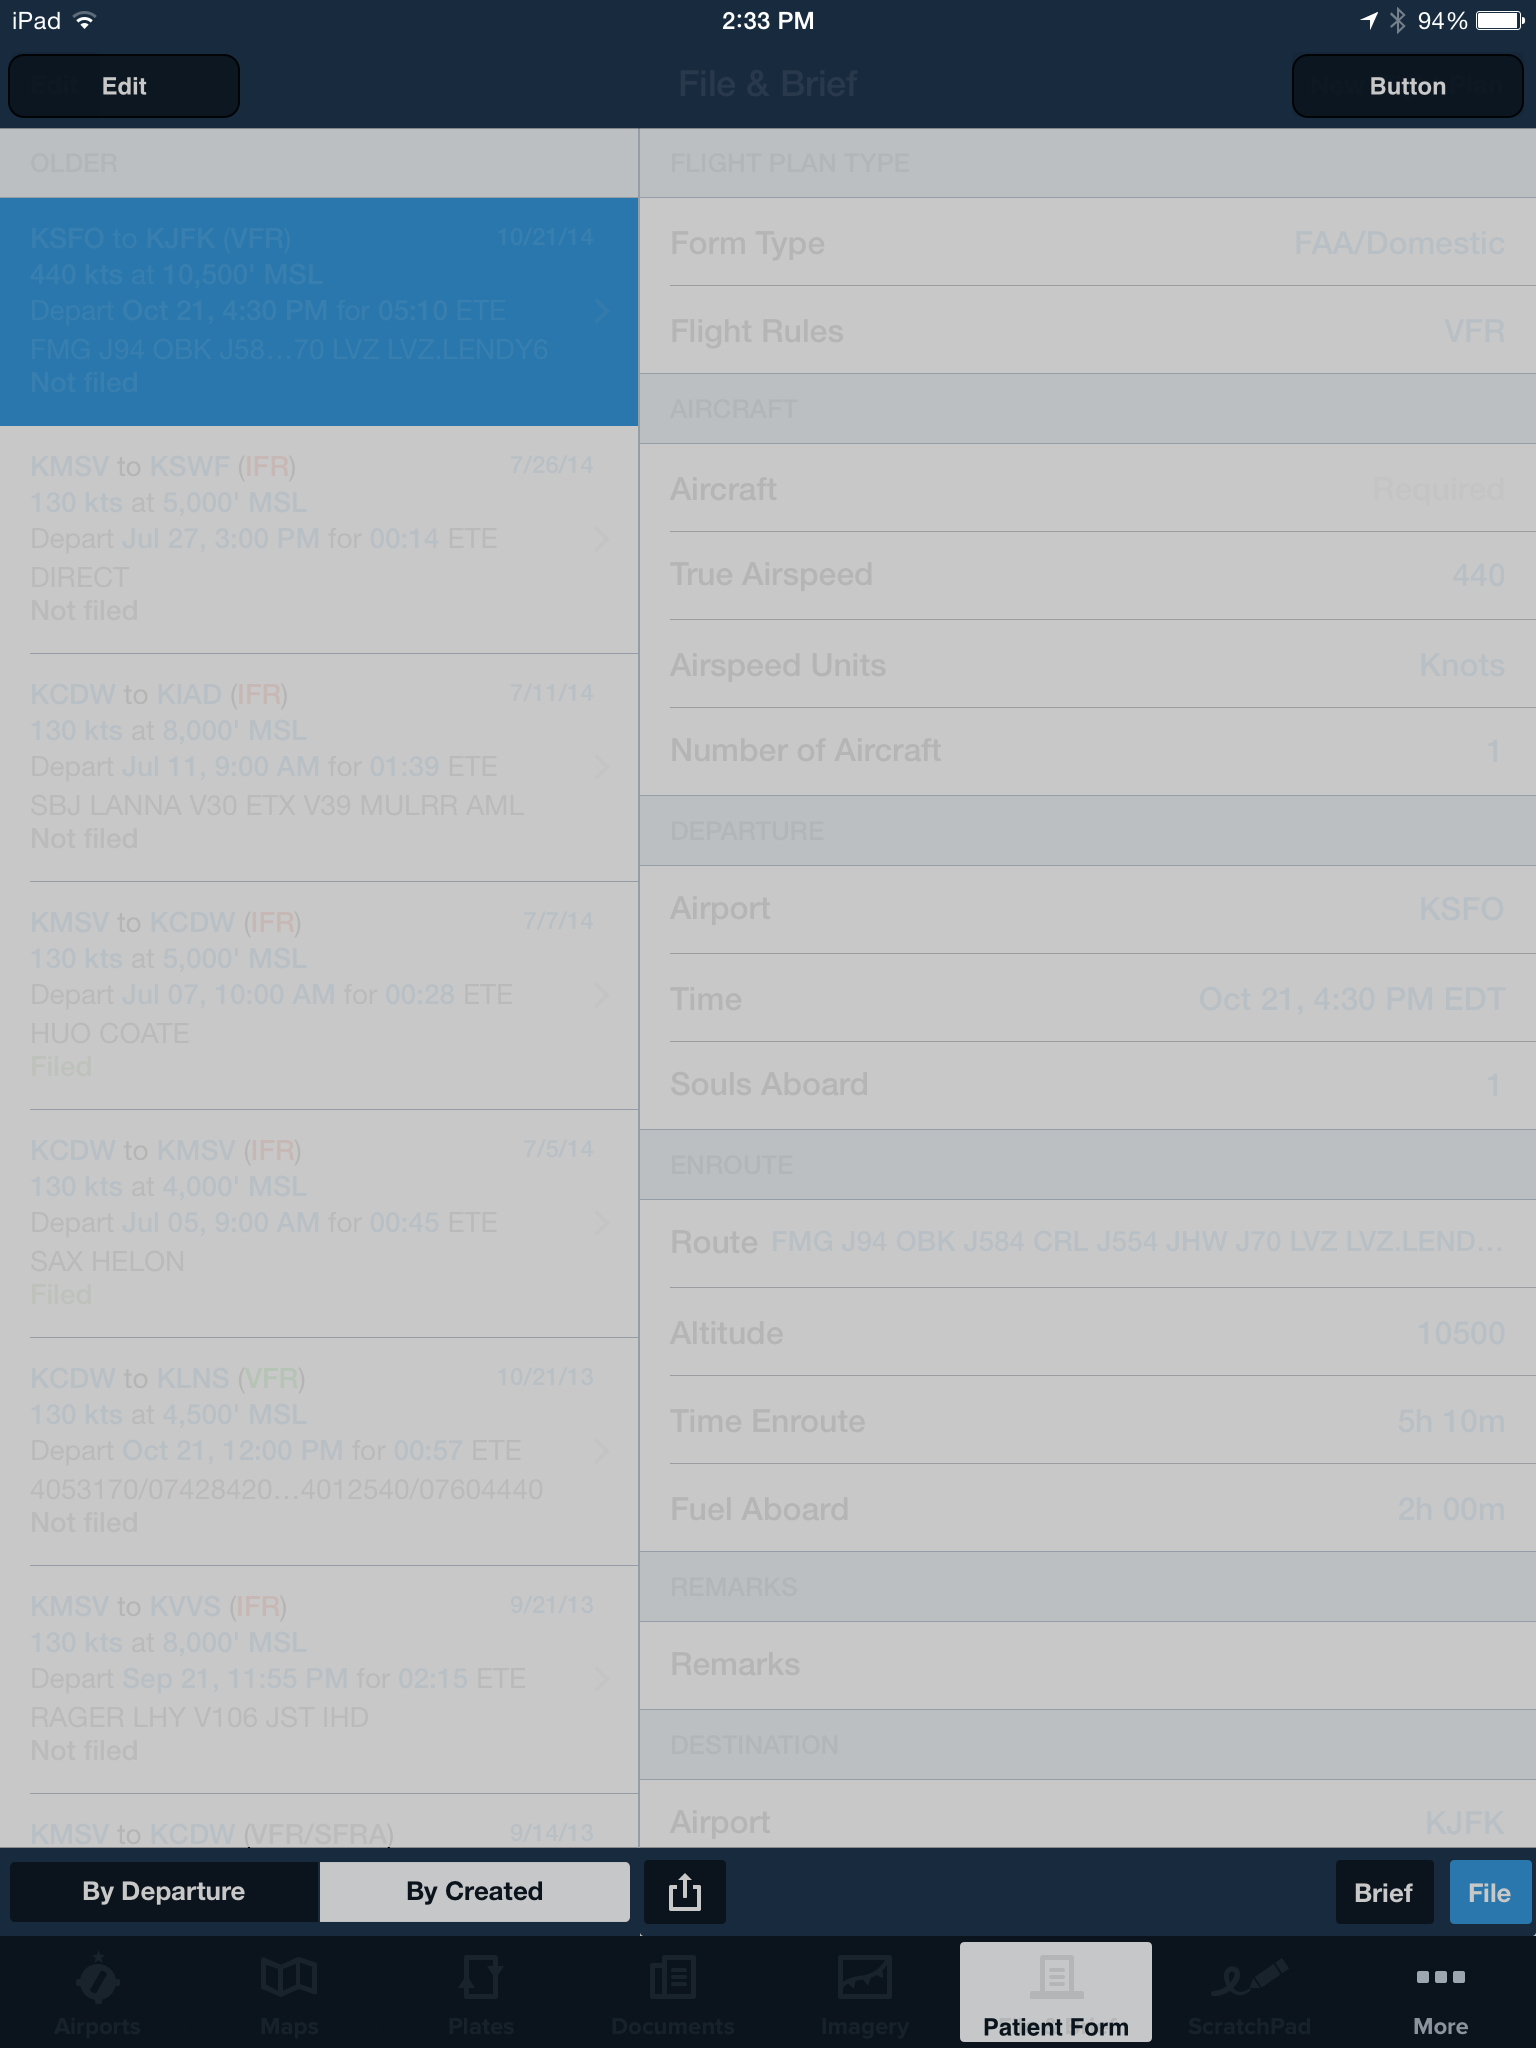 iPad 2:33 PM 94%
Edit File & Brief Button
OLDER
KSFO to KJFK (VFR) 10/21/14
440 kts at 10,500' MSL
Depart Oct 21, 4:30 PM for 05:10 ETE
FMG J94 OBK J58...70 LVZ LVZ.LENDY6
Not filed
KMSV to KSWF (IFR) 7/26/14
130 kts at 5,000' MSL
Depart Jul 27, 3:00 PM for 00:14 ETE
DIRECT
Not filed
KCDW to KIAD (IFR) 7/11/14
130 kts at 8,000' MSL
Depart Jul 11, 9:00 AM for 01:39 ETE
SBJ LANNA V30 ETX V39 MULRR AML
Not filed
KMSV to KCDW (IFR) 7/7/14
130 kts at 5,000' MSL
Depart Jul 07, 10:00 AM for 00:28 ETE
HUO COATE
Filed
KCDW to KMSV (IFR) 7/5/14
130 kts at 4,000' MSL
Depart Jul 05, 9:00 AM for 00:45 ETE
SAX HELON
Filed
KCDW to KLNS (VFR) 10/21/13
130 kts at 4,500' MSL
Depart Oct 21, 12:00 PM for 00:57 ETE
4053170/07428420...4012540/07604440
Not filed
KMSV to KVVS (IFR) 9/21/13
130 kts at 8,000' MSL
Depart Sep 21, 11:55 PM for 02:15 ETE
RAGER LHY V106 JST IHD
Not filed
KMSV to KCDW (VFR/SFRA) 9/14/13
FLIGHT PLAN TYPE
Form Type FAA/Domestic
Flight Rules VFR
AIRCRAFT
Aircraft Required
True Airspeed 440
Airspeed Units Knots
Number of Aircraft 1
DEPARTURE
Airport KSFO
Time Oct 21, 4:30 PM EDT
Souls Aboard 1
ENROUTE
Route FMG J94 OBK J584 CRL J554 JHW J70 LVZ LVZ.LEND...
Altitude 10500
Time Enroute 5h 10m
Fuel Aboard 2h 00m
REMARKS
Remarks
DESTINATION
Airport KJFK
By Departure By Created Brief File
Airports Maps Plates Documents Imagery Patient Form ScratchPad More